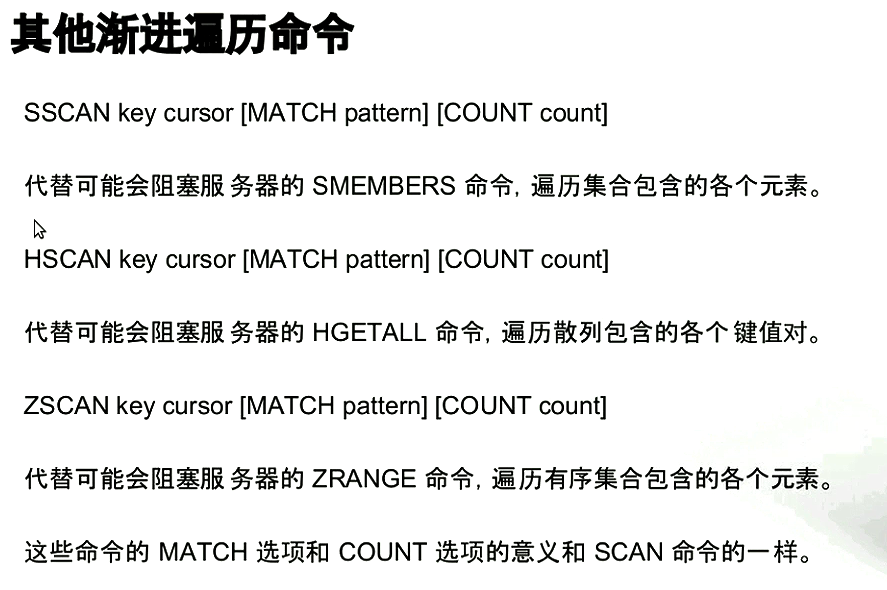 其他渐进遍历命令
SSCAN key cursor [MATCH pattern] [COUNT count]
代替可能会阻塞服务器的 SMEMBERS 命令，遍历集合包含的各个元素。
HSCAN key cursor [MATCH pattern] [COUNT count]
代替可能会阻塞服务器的 HGETALL 命令，遍历散列包含的各个键值对。
ZSCAN key cursor [MATCH pattern] [COUNT count]
代替可能会阻塞服务器的 ZRANGE 命令，遍历有序集合包含的各个元素。
这些命令的 MATCH 选项和 COUNT 选项的意义和 SCAN 命令的一样。